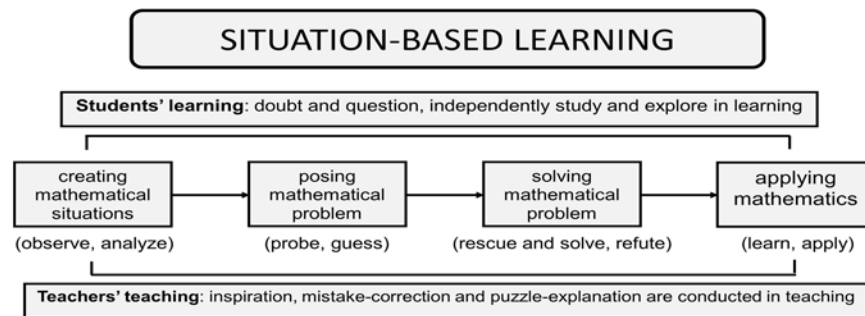 SITUATION-BASED LEARNING
Students' learning: doubt and question, independently study and explore in learning
creating
mathematical
situations
(observe, analyze)
posing
mathematical
problem
(probe, guess)
solving
mathematical
problem
(rescue and solve, refute)
applying
mathematics
(learn, apply)
Teachers' teaching: inspiration, mistake-correction and puzzle-explanation are conducted in teaching